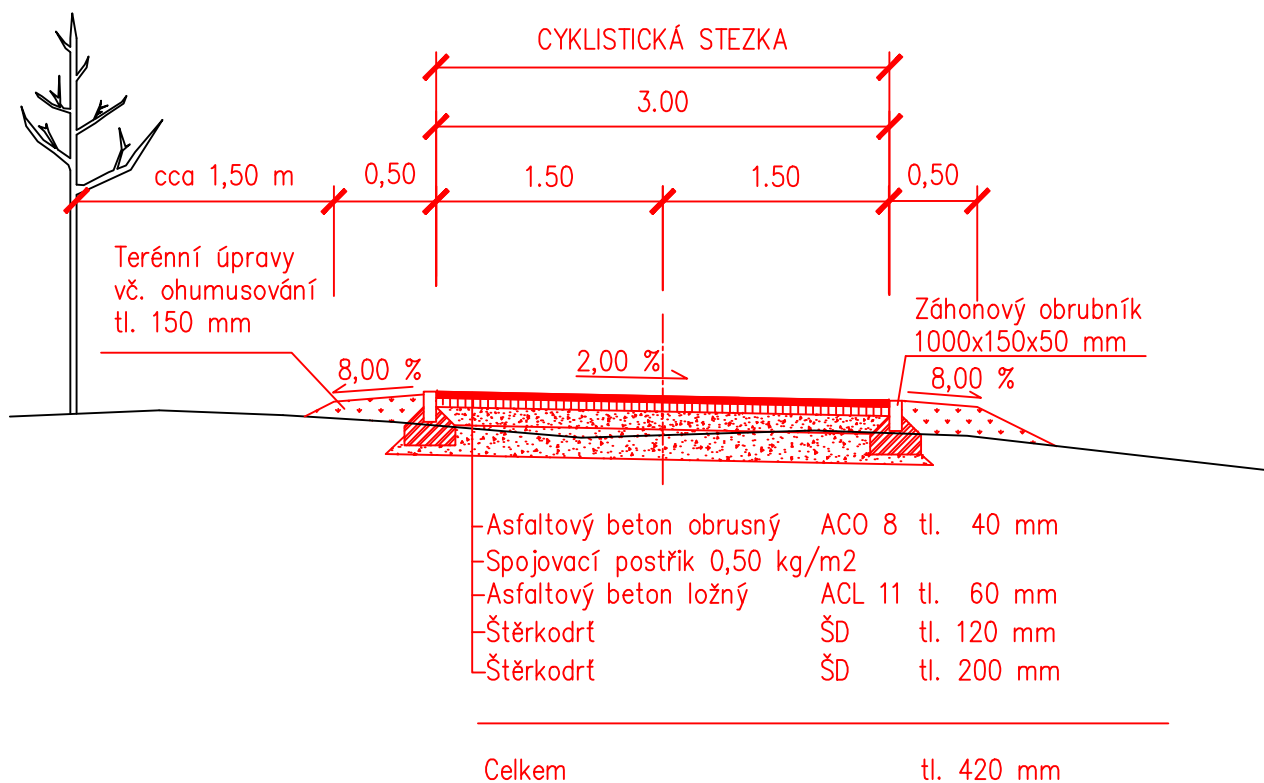 CYKLISTICKÁ STEZKA
3.00
cca 1,50 m 0,50 1.50 1.50 0,50
Terénní úpravy
vč. ohumusování
tl. 150 mm
Záhonový obrubník
1000x150x50 mm
8,00 % 2,00 % 8,00 %
Asfaltový beton obrusný ACO 8 tl. 40 mm
Spojovací postřik 0,50 kg/m2
Asfaltový beton ložný ACL 11 tl. 60 mm
Štěrkodrť ŠD tl. 120 mm
Štěrkodrť ŠD tl. 200 mm
Celkem tl. 420 mm